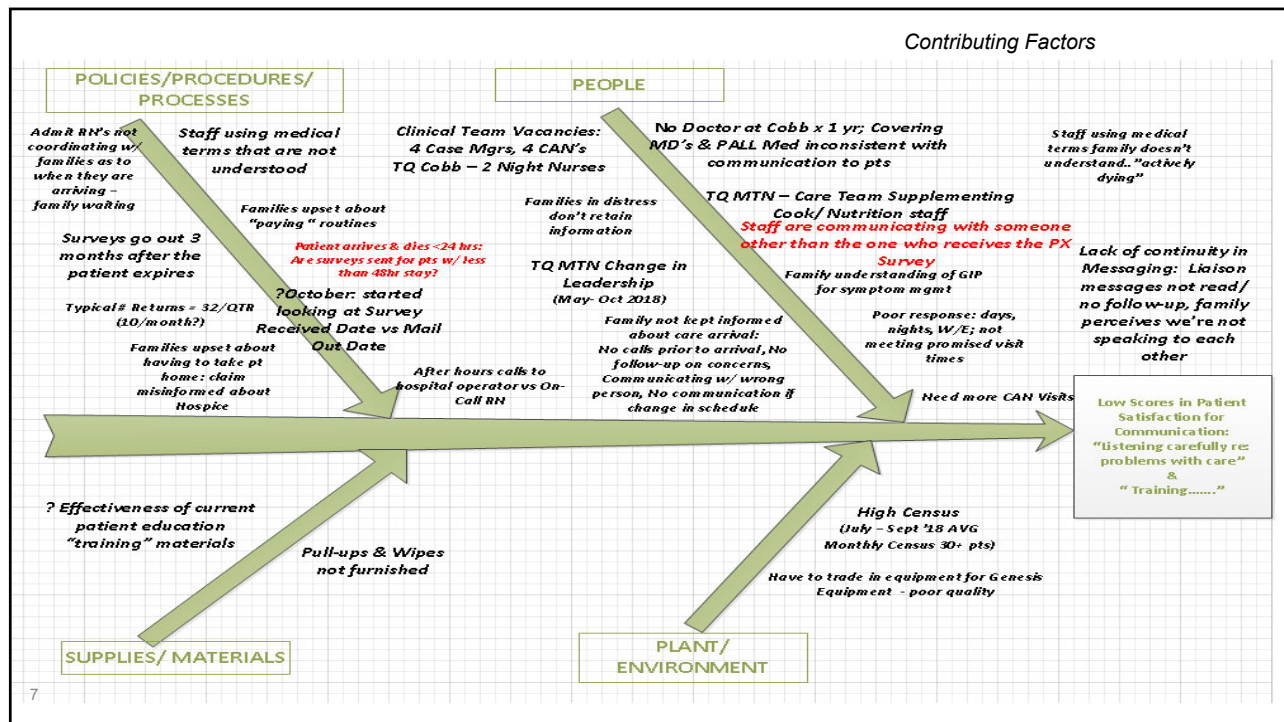 Contributing Factors
POLICIES/PROCEDURES/
PROCESSES
PEOPLE
Admit RN's not
coordinating w/
families as to
when they are
arriving –
family waiting
Staff using medical
terms that are not
understood
Families upset about
"paying" routines
Surveys go out 3
months after the
patient expires
Patient arrives & dies <24 hrs:
Are surveys sent for pts w/ less
than 48hr stay?
?October: started
looking at Survey
Received Date vs Mail
Out Date
Typical # Returns = 32/QTR
(10/month?)
Families upset about
having to take pt
home: claim
misinformed about
Hospice
After hours calls to
hospital operator vs On-
Call RN
Clinical Team Vacancies:
4 Case Mgrs, 4 CAN's
TQ Cobb – 2 Night Nurses
Families in distress
don't retain
information
TQ MTN Change in
Leadership
(May- Oct 2018)
Family not kept informed
about care arrival:
No calls prior to arrival, No
follow-up on concerns,
Communicating w/ wrong
person, No communication if
change in schedule
No Doctor at Cobb x 1 yr; Covering
MD's & PALL Med inconsistent with
communication to pts
TQ MTN – Care Team Supplementing
Cook/ Nutrition staff
Staff are communicating with someone
other than the one who receives the PX
Survey
Family understanding of GIP
for symptom mgmt
Poor response: days,
nights, W/E; not
meeting promised visit
times
Need more CAN Visits
Staff using medical
terms family doesn't
understand.."actively
dying"
Lack of continuity in
Messaging: Liaison
messages not read/
no follow-up, family
perceives we're not
speaking to each
other
Low Scores in Patient
Satisfaction for
Communication:
"Listening carefully re:
problems with care"
&
" Training......."
? Effectiveness of current
patient education
"training" materials
Pull-ups & Wipes
not furnished
High Census
(July – Sept '18 AVG
Monthly Census 30+ pts)
Have to trade in equipment for Genesis
Equipment - poor quality
SUPPLIES/ MATERIALS
PLANT/
ENVIRONMENT
7